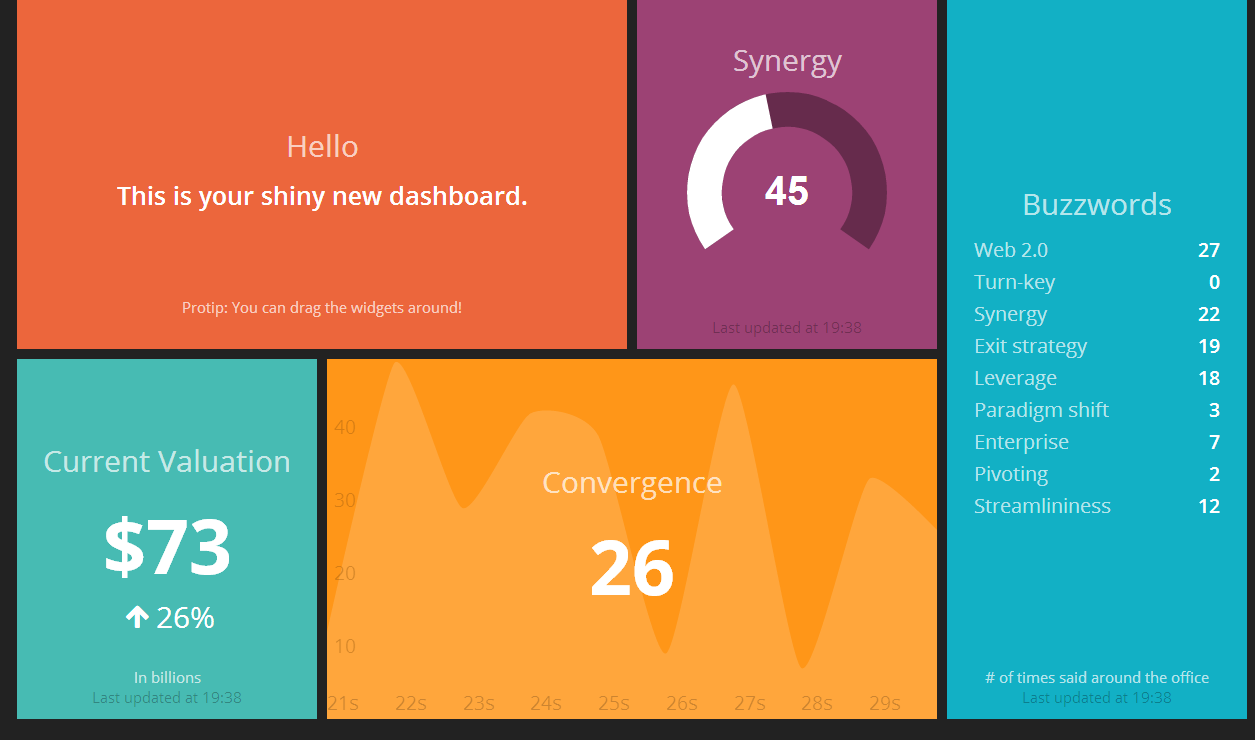 Hello
This is your shiny new dashboard.
Protip: You can drag the widgets around!
Synergy
45
Last updated at 19:38
Buzzwords
Web 2.0 27
Turn-key 0
Synergy 22
Exit strategy 19
Leverage 18
Paradigm shift 3
Enterprise 7
Pivoting 2
Streamlininess 12
# of times said around the office
Last updated at 19:38
Current Valuation
$73
26%
In billions
Last updated at 19:38
Convergence
26
40
30
20
10
21s 22s 23s 24s 25s 26s 27s 28s 29s